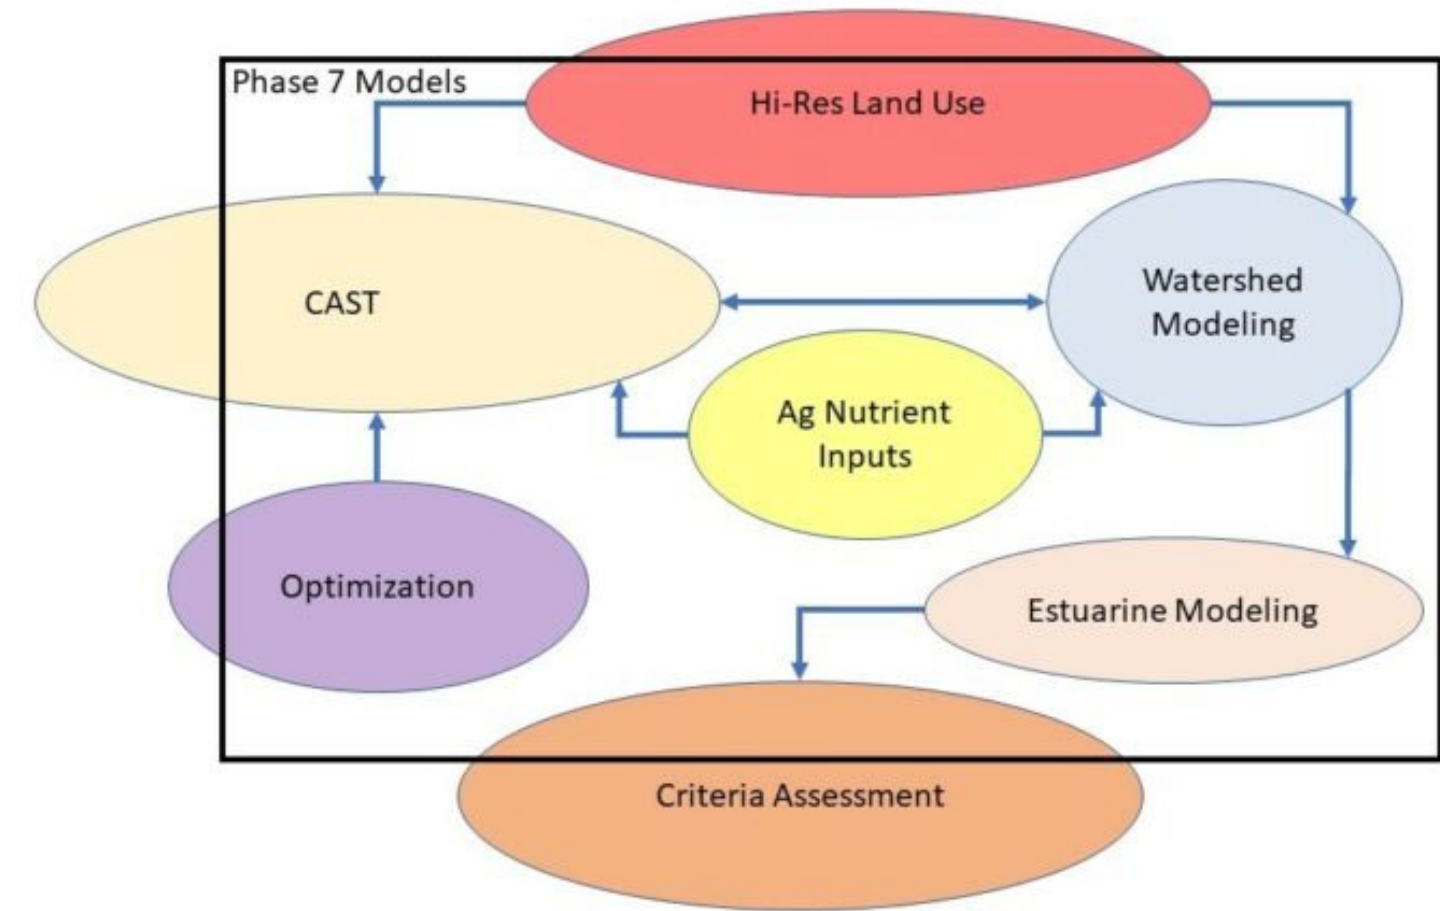 Phase 7 Models
Hi-Res Land Use
CAST
Watershed
Modeling
Ag Nutrient
Inputs
Optimization
Estuarine Modeling
Criteria Assessment